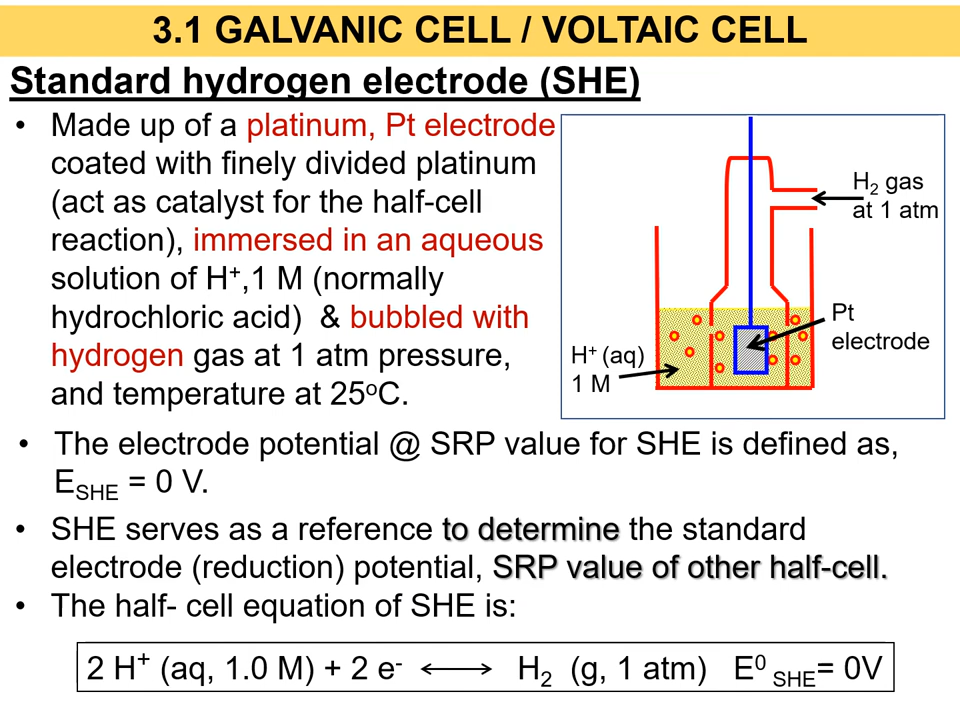 3.1 GALVANIC CELL / VOLTAIC CELL
Standard hydrogen electrode (SHE)
• Made up of a platinum, Pt electrode
coated with finely divided platinum
(act as catalyst for the half-cell
reaction), immersed in an aqueous
solution of H⁺,1 M (normally
hydrochloric acid) & bubbled with
hydrogen gas at 1 atm pressure,
and temperature at 25ᵒC.
H₂ gas
at 1 atm
Pt
electrode
H⁺ (aq)
1 M
• The electrode potential @ SRP value for SHE is defined as,
E_SHE = 0 V.
• SHE serves as a reference to determine the standard
electrode (reduction) potential, SRP value of other half-cell.
• The half- cell equation of SHE is:
2 H⁺ (aq, 1.0 M) + 2 e⁻ ⟷ H₂ (g, 1 atm) E⁰ _SHE= 0V